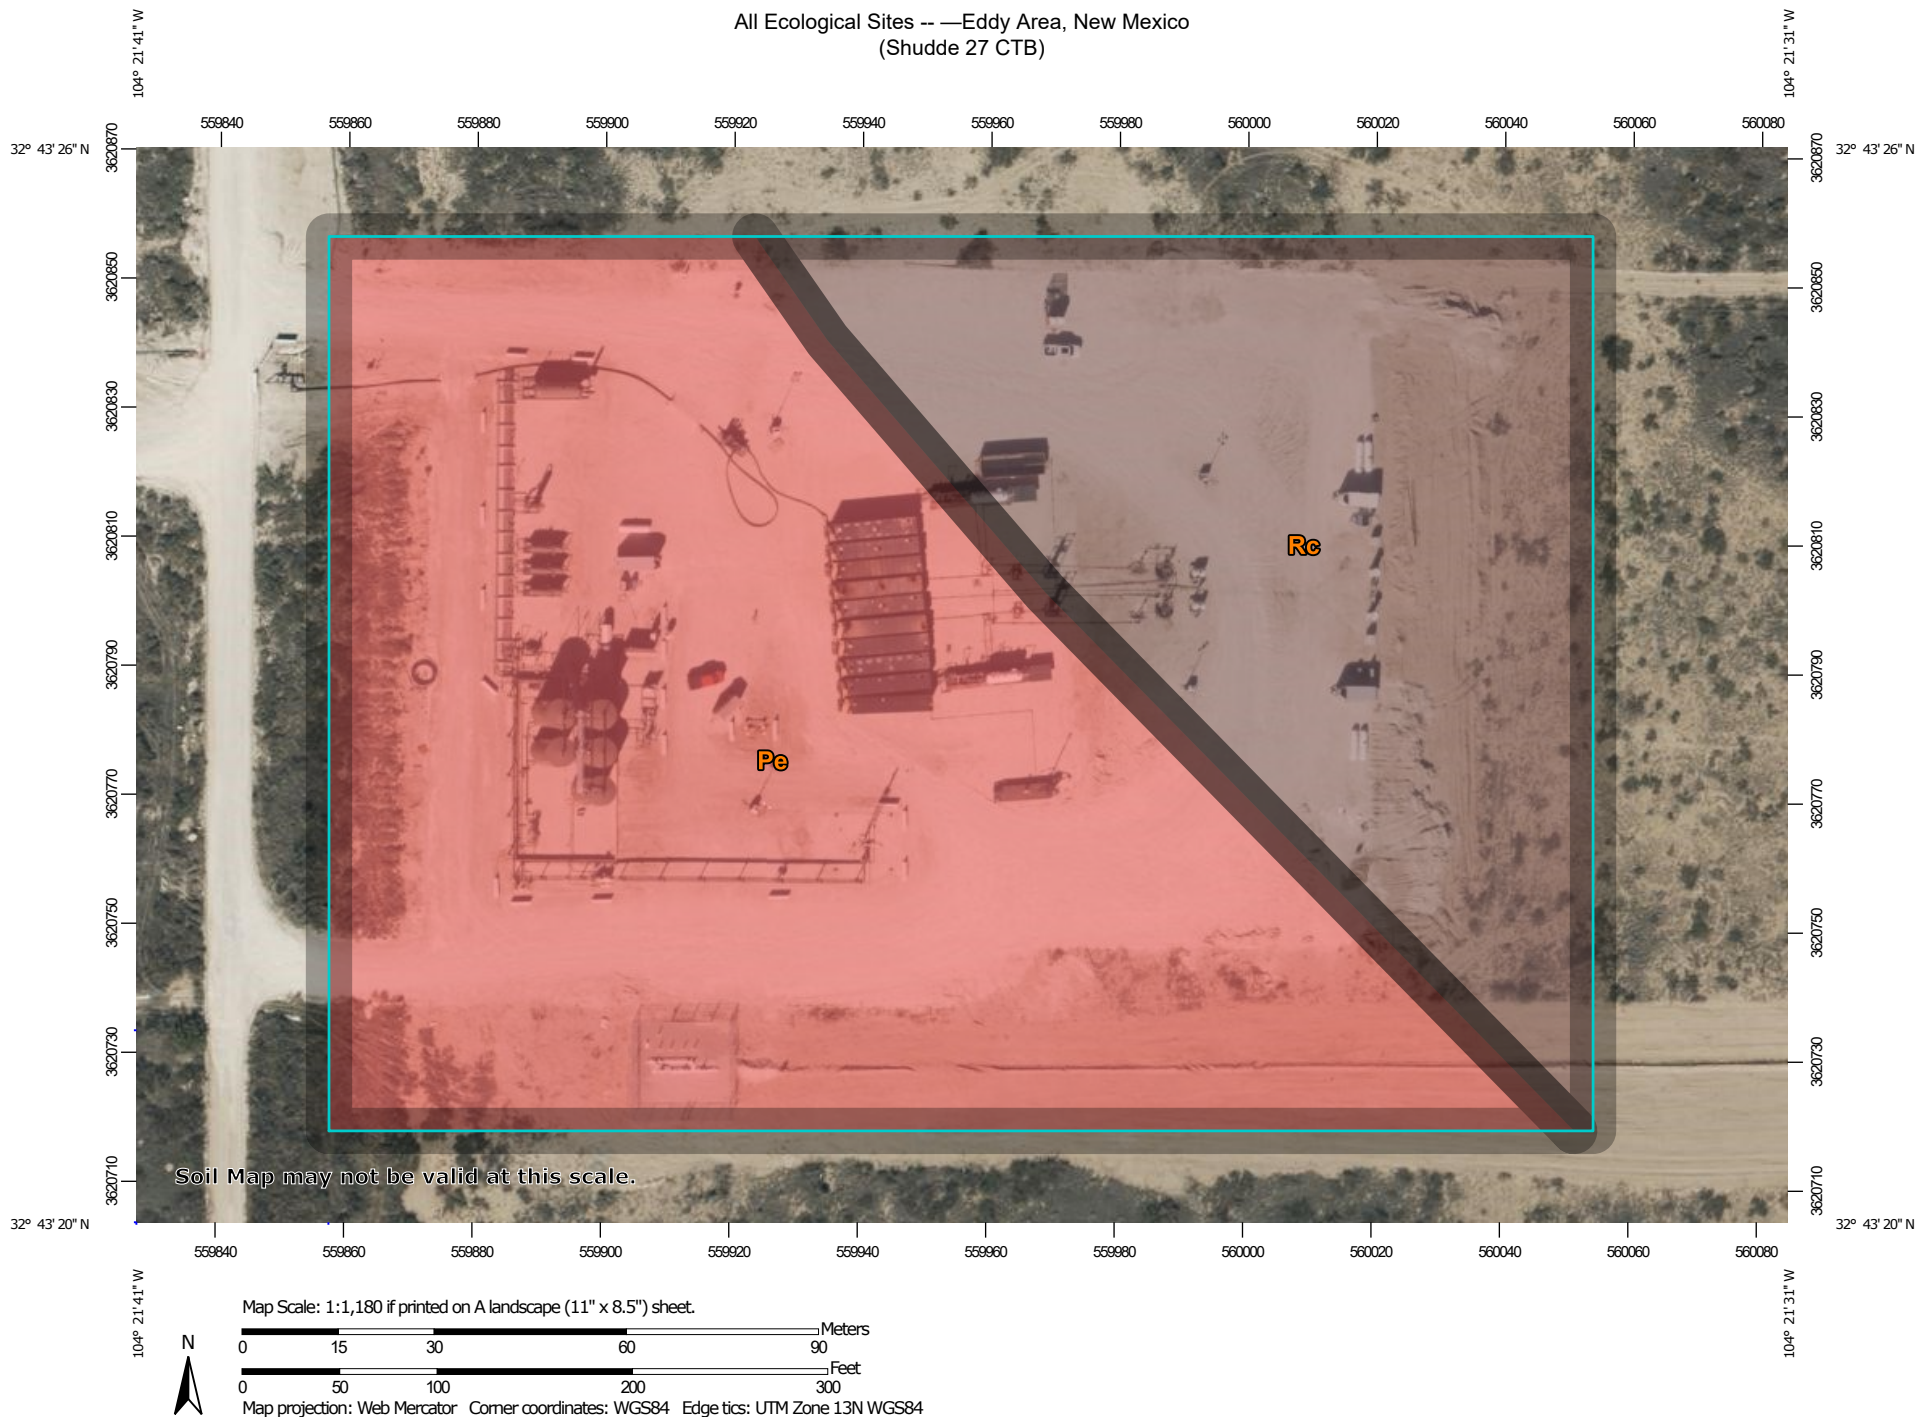 All Ecological Sites -- —Eddy Area, New Mexico
(Shudde 27 CTB)
104° 21' 41" W
104° 21' 31" W
559840 559860 559880 559900 559920 559940 559960 559980 560000 560020 560040 560060 560080
32° 43' 26" N
32° 43' 26" N
3620870
3620850
3620830
3620810
3620790
3620770
3620750
3620730
3620710
3620870
3620850
3620830
3620810
3620790
3620770
3620750
3620730
3620710
Rc
Pe
Soil Map may not be valid at this scale.
32° 43' 20" N
32° 43' 20" N
559840 559860 559880 559900 559920 559940 559960 559980 560000 560020 560040 560060 560080
104° 21' 41" W
104° 21' 31" W
Map Scale: 1:1,180 if printed on A landscape (11" x 8.5") sheet.
Meters
0 15 30 60 90
Feet
0 50 100 200 300
N
Map projection: Web Mercator Corner coordinates: WGS84 Edge tics: UTM Zone 13N WGS84